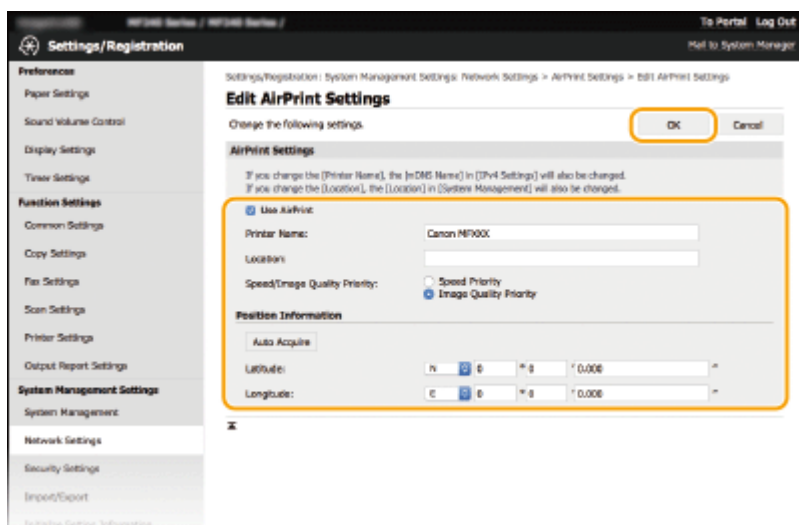 MF240 Series / MF240 Series /
To Portal Log Out
Settings/Registration
Mail to System Manager
Preferences
Paper Settings
Sound Volume Control
Display Settings
Timer Settings
Function Settings
Common Settings
Copy Settings
Fax Settings
Scan Settings
Printer Settings
Output Report Settings
System Management Settings
System Management
Network Settings
Security Settings
Import/Export
Settings/Registration: System Management Settings: Network Settings > AirPrint Settings > Edit AirPrint Settings
Edit AirPrint Settings
Change the following settings.
OK
Cancel
AirPrint Settings
If you change the [Printer Name], the [mDNS Name] in [IPv4 Settings] will also be changed.
If you change the [Location], the [Location] in [System Management] will also be changed.
Use AirPrint
Printer Name: Canon MFXXX
Location:
Speed/Image Quality Priority: Speed Priority
Image Quality Priority
Position Information
Auto Acquire
Latitude: N 0 ° 0 ' 0.000 "
Longitude: E 0 ° 0 ' 0.000 "